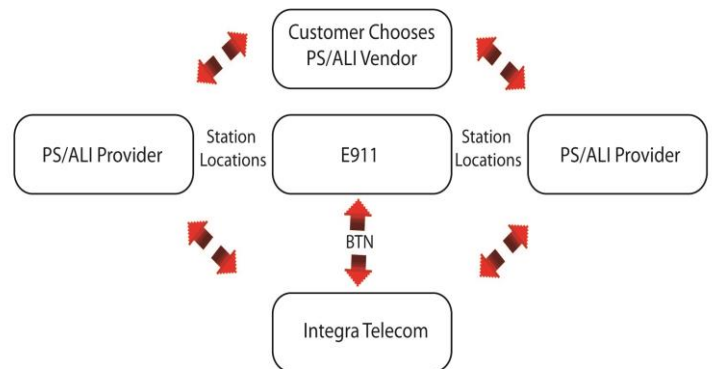 Customer Chooses
PS/ALI Vendor
PS/ALI Provider
Station
Locations
E911
Station
Locations
PS/ALI Provider
BTN
Integra Telecom